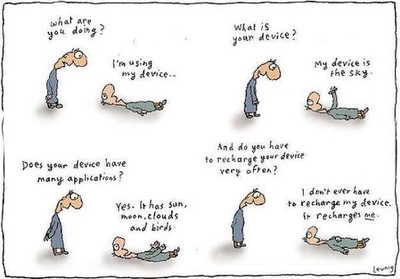 What are
you doing?
I'm using
my device...
What is
your device?
My device is
the sky.
Does your device have
many applications?
Yes. It has sun,
moon, clouds
and birds.
And do you have
to recharge your device
very often?
I don't ever have
to recharge my device.
It recharges me.
Leunig